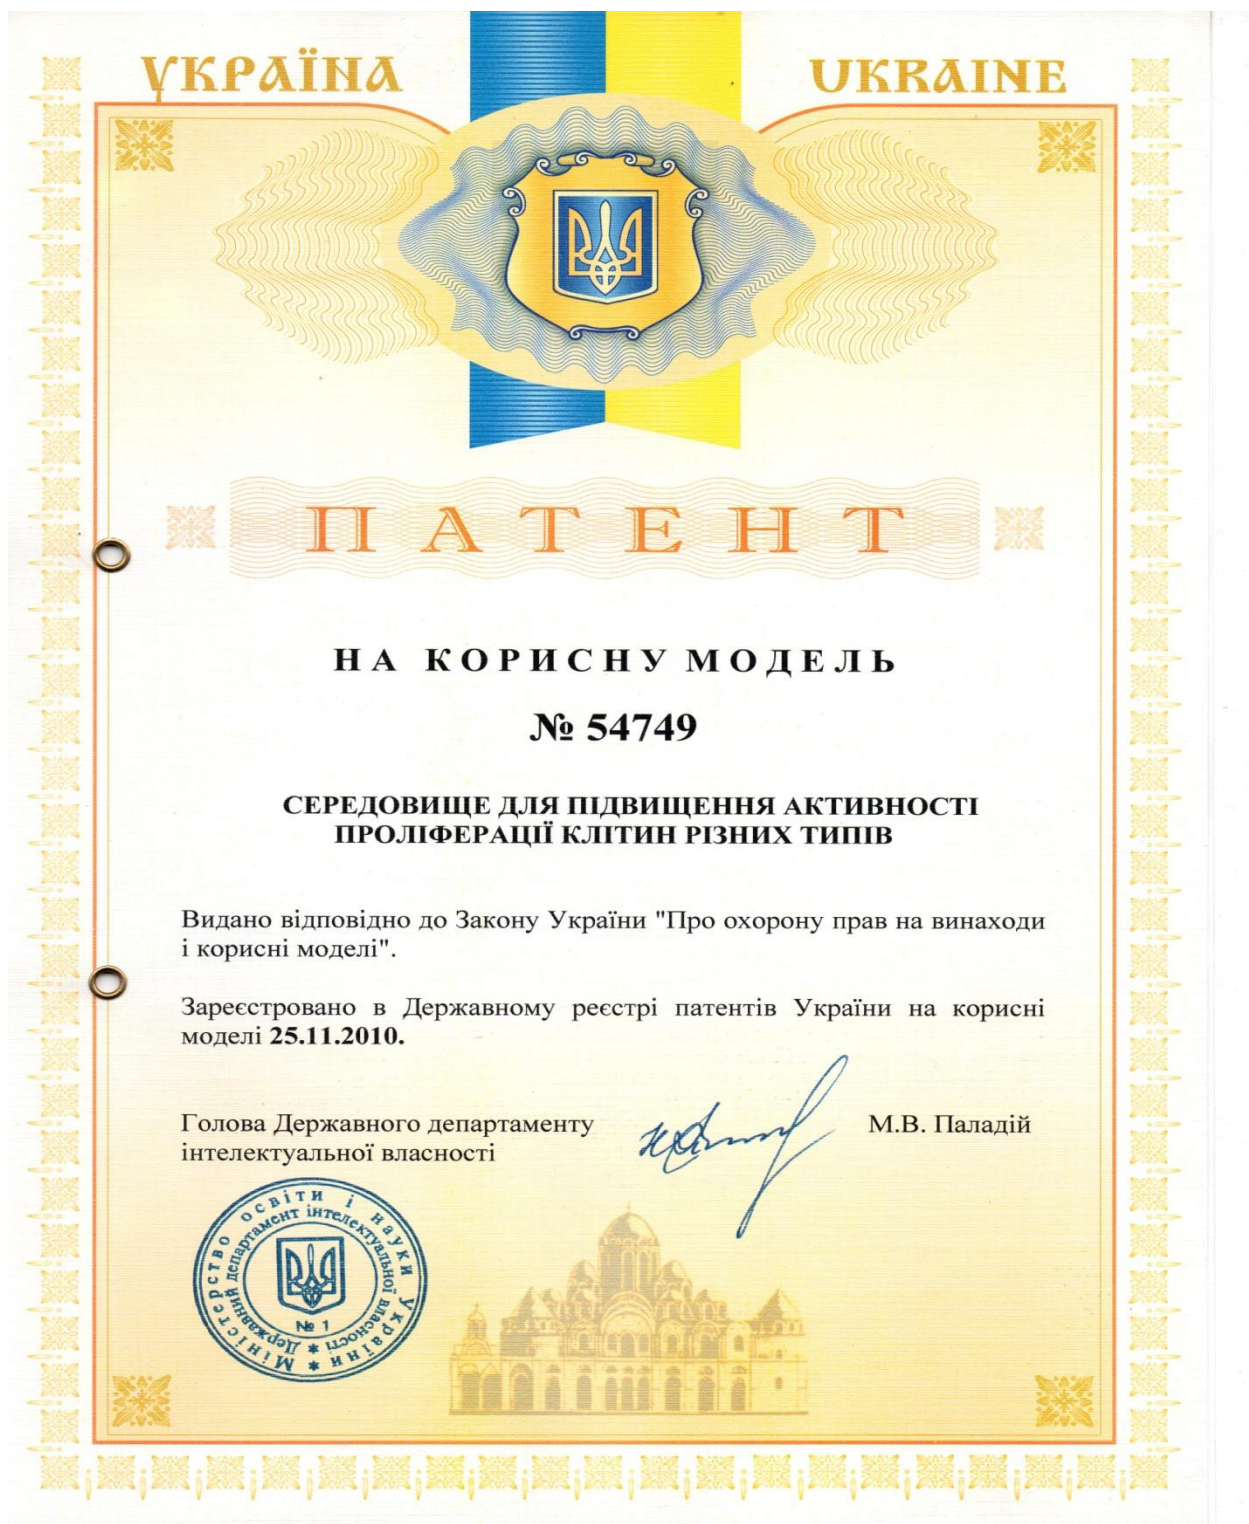 УКРАЇНА
UKRAINE
ПАТЕНТ
НА КОРИСНУ МОДЕЛЬ
№ 54749
СЕРЕДОВИЩЕ ДЛЯ ПІДВИЩЕННЯ АКТИВНОСТІ
ПРОЛІФЕРАЦІЇ КЛІТИН РІЗНИХ ТИПІВ
Видано відповідно до Закону України "Про охорону прав на винаходи
і корисні моделі".
Зареєстровано в Державному реєстрі патентів України на корисні
моделі 25.11.2010.
Голова Державного департаменту
інтелектуальної власності
М.В. Паладій
Міністерство освіти і науки України *
Державний департамент інтелектуальної власності *
№ 1